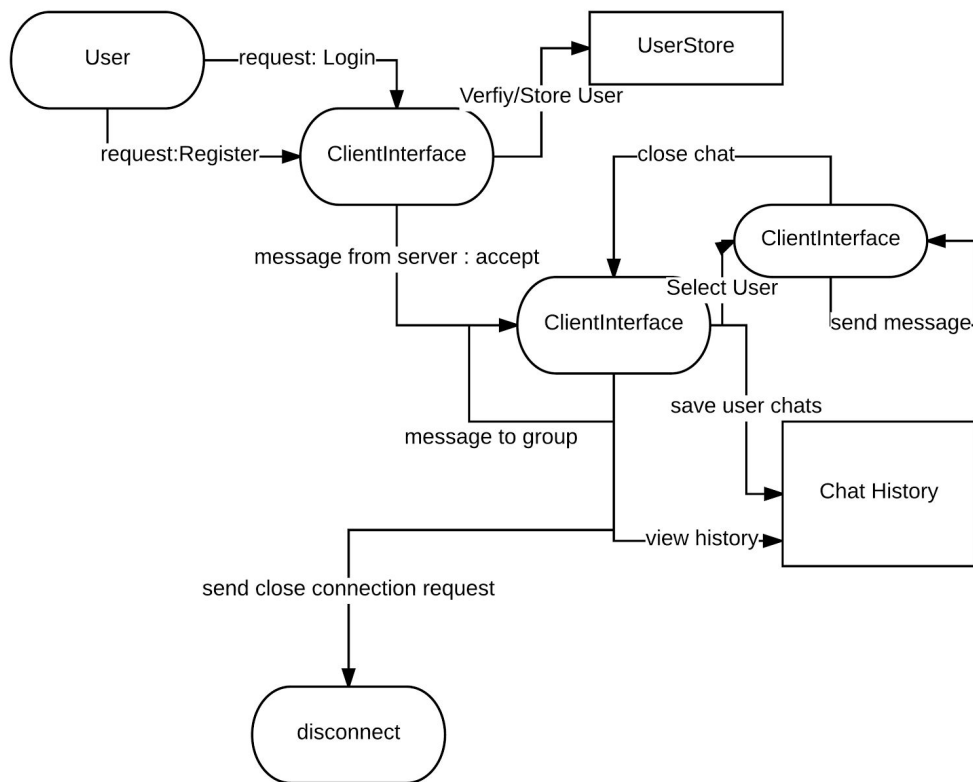 User
request: Login
UserStore
Verfiy/Store User
request:Register
ClientInterface
close chat
ClientInterface
message from server : accept
Select User
ClientInterface
send message
save user chats
message to group
Chat History
view history
send close connection request
disconnect